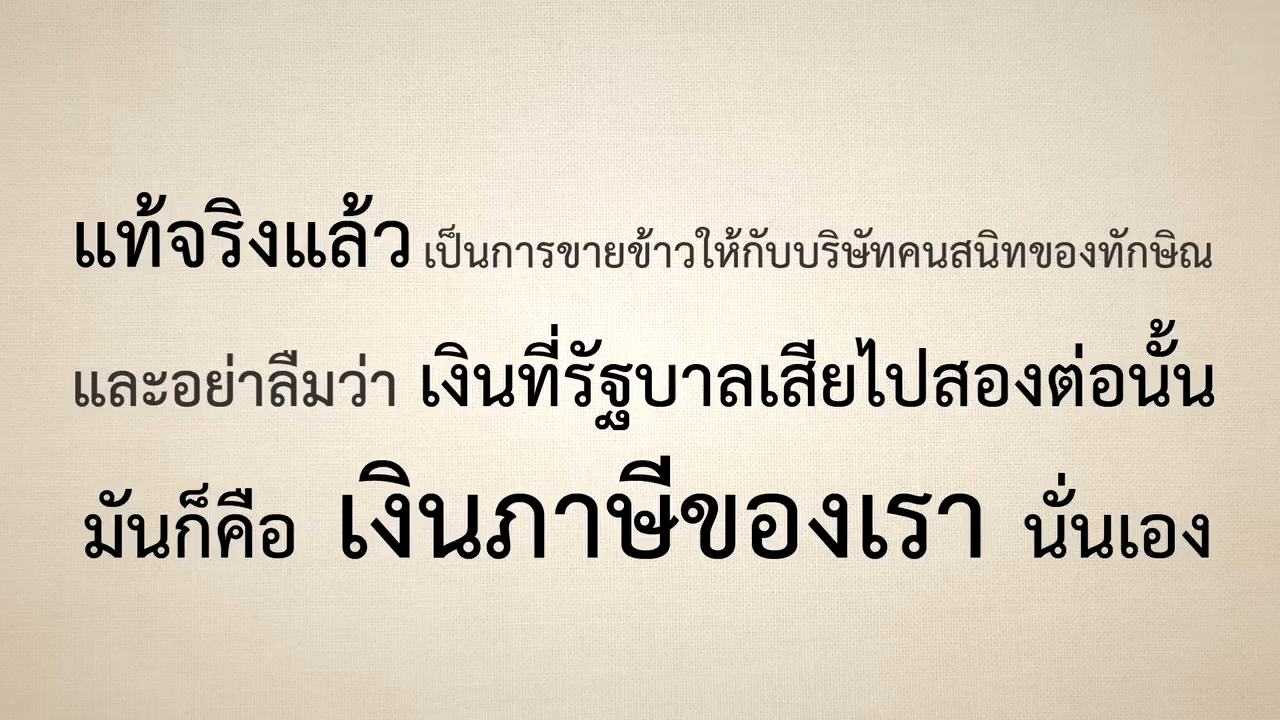 แท้จริงแล้ว เป็นการขายข้าวให้กับบริษัทคนสนิทของทักษิณ
และอย่าลืมว่า เงินที่รัฐบาลเสียไปสองต่อนั้น
มันก็คือ เงินภาษีของเรา นั่นเอง